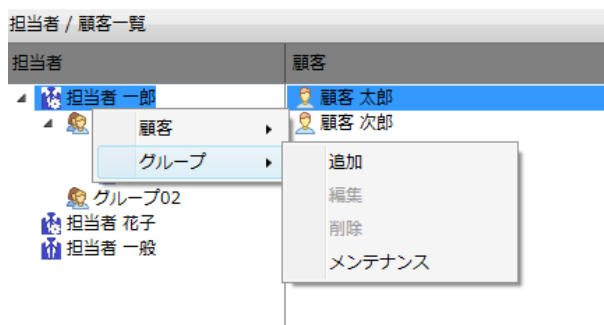 担当者 / 顧客一覧
担当者
顧客
担当者 一郎
顧客 太郎
顧客 次郎
顧客
グループ
追加
編集
削除
メンテナンス
グループ02
担当者 花子
担当者 一般